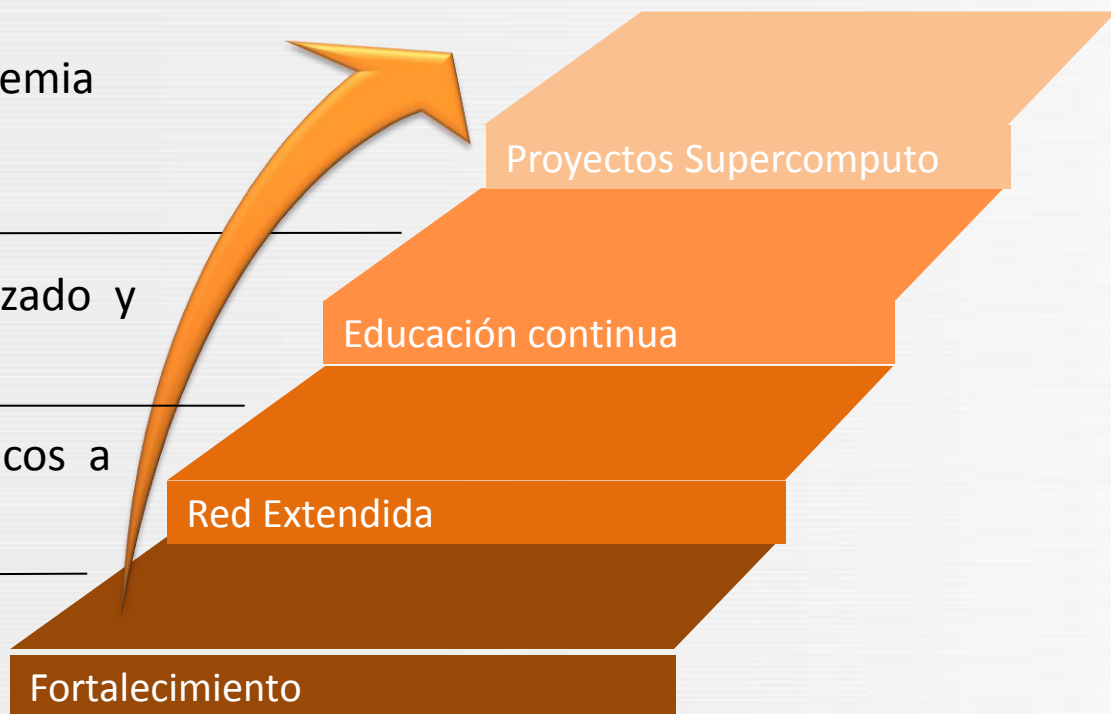 emia
Proyectos Supercomputo
zado y
Educación continua
cos a
Red Extendida
Fortalecimiento